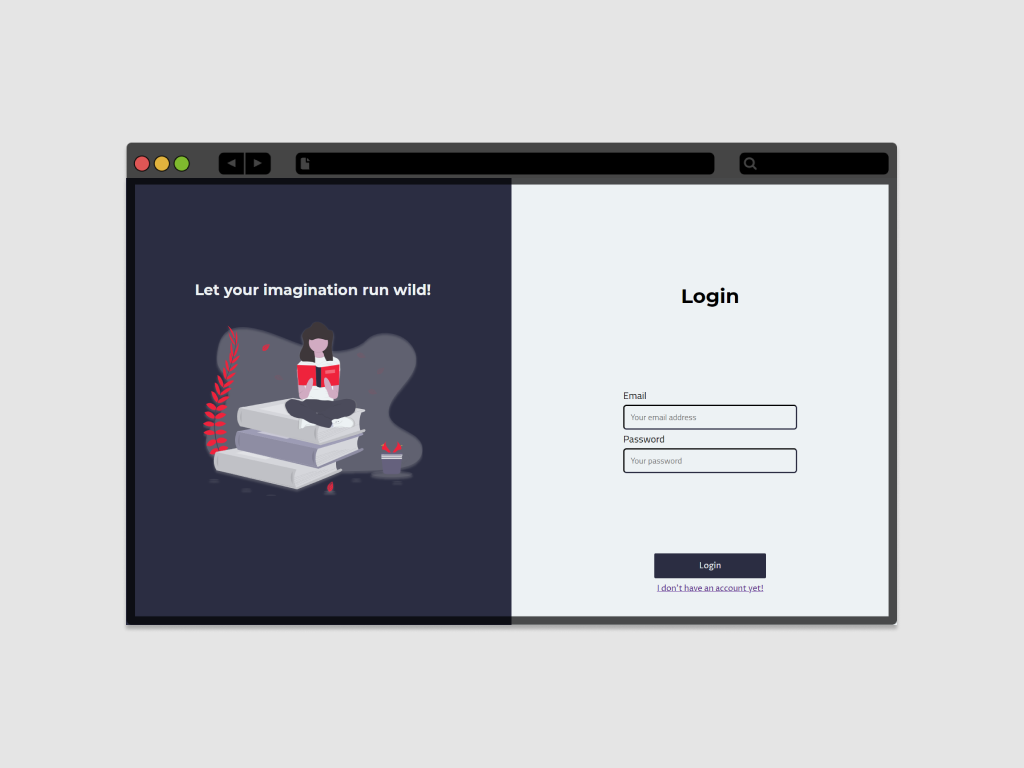 Let your imagination run wild!
Login
Email
Your email address
Password
Your password
Login
I don't have an account yet!